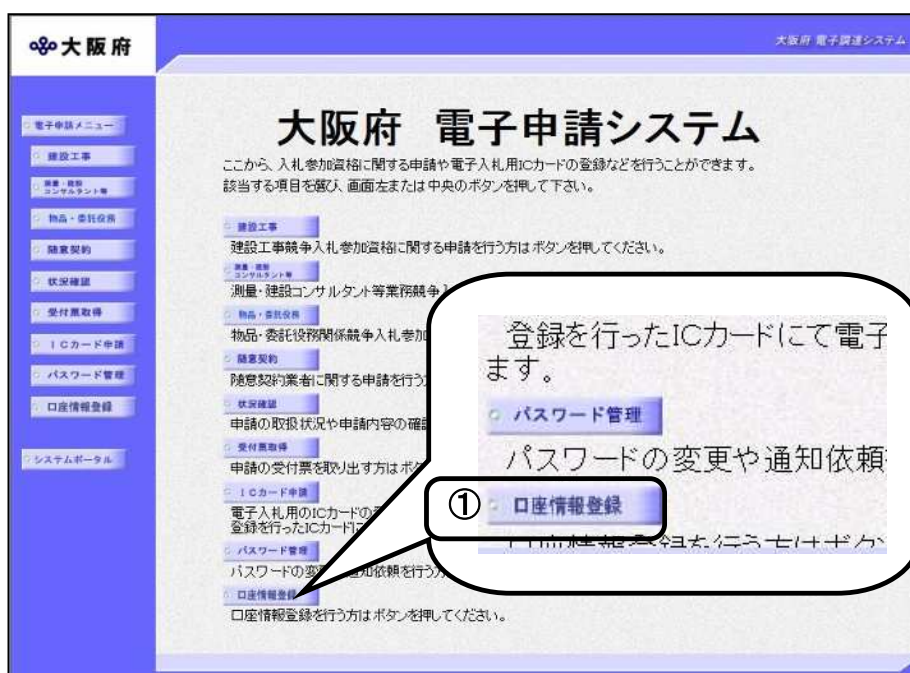 大阪府
大阪府 電子調達システム
電子申請メニュー
建設工事
測量・建設
コンサルタント等
物品・委託役務
随意契約
状況確認
受付票取得
ICカード申請
パスワード管理
口座情報登録
システムポータル
大阪府 電子申請システム
ここから、入札参加資格に関する申請や電子入札用ICカードの登録などを行うことができます。
該当する項目を選び、画面左または中央のボタンを押して下さい。
建設工事
建設工事競争入札参加資格に関する申請を行う方はボタンを押してください。
測量・建設
コンサルタント等
測量・建設コンサルタント等業務競争入
物品・委託役務
物品・委託役務関係競争入札参加
随意契約
随意契約業者に関する申請を行う
状況確認
申請の取扱状況や申請内容の確認
受付票取得
申請の受付票を取り出す方はボタ
ICカード申請
電子入札用のICカードの
登録を行ったICカードに
パスワード管理
パスワードの変 通知依頼を行う
口座情報登録
口座情報登録を行う方はボタンを押してください。
登録を行ったICカードにて電子
ます。
パスワード管理
パスワードの変更や通知依頼
① 口座情報登録
口座情報登録を行う方はボタン